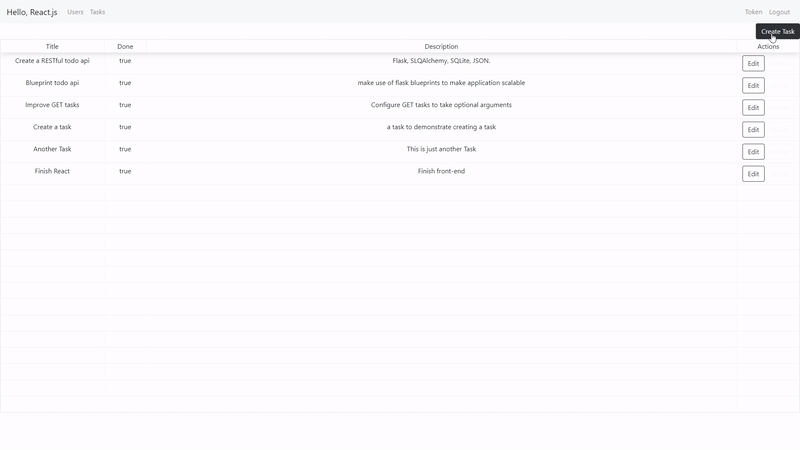 Hello, React.js Users Tasks Token Logout
Create Task
Title Done Description Actions
Create a RESTful todo api true Flask, SLQAlchemy, SQLite, JSON. Edit
Blueprint todo api true make use of flask blueprints to make application scalable Edit
Improve GET tasks true Configure GET tasks to take optional arguments Edit
Create a task true a task to demonstrate creating a task Edit
Another Task true This is just another Task Edit
Finish React true Finish front-end Edit